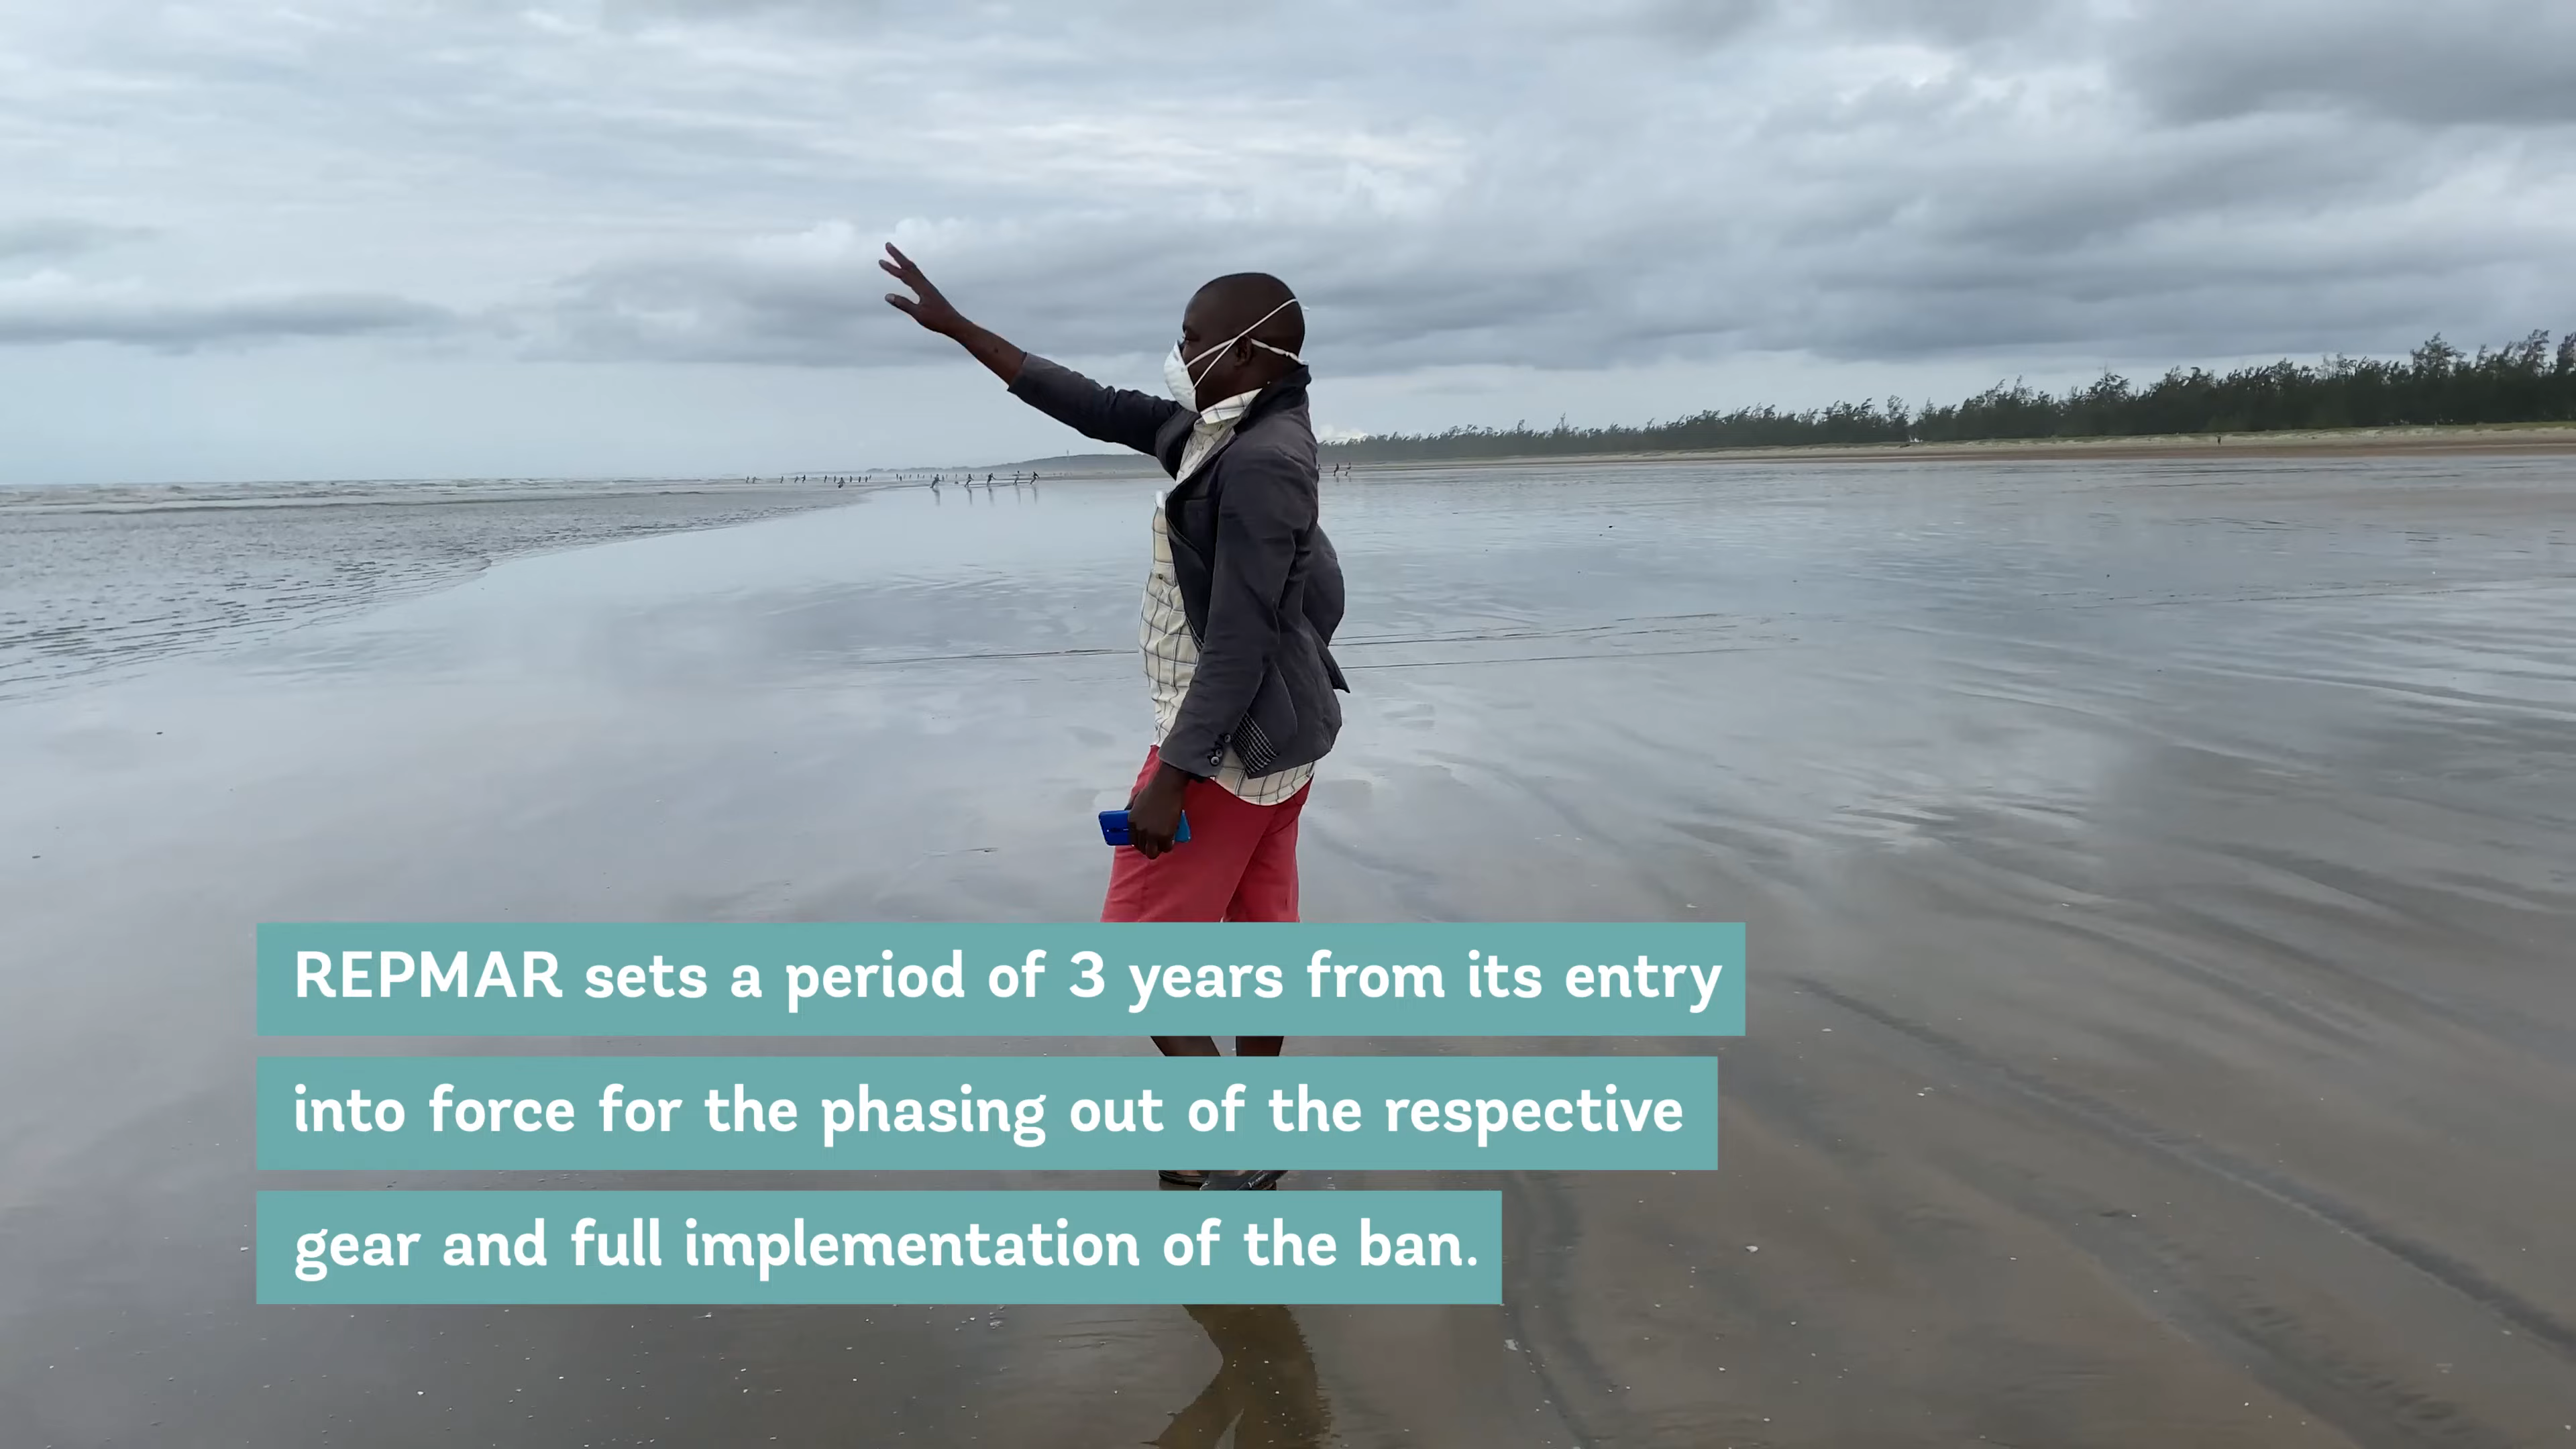 REPMAR sets a period of 3 years from its entry
into force for the phasing out of the respective
gear and full implementation of the ban.